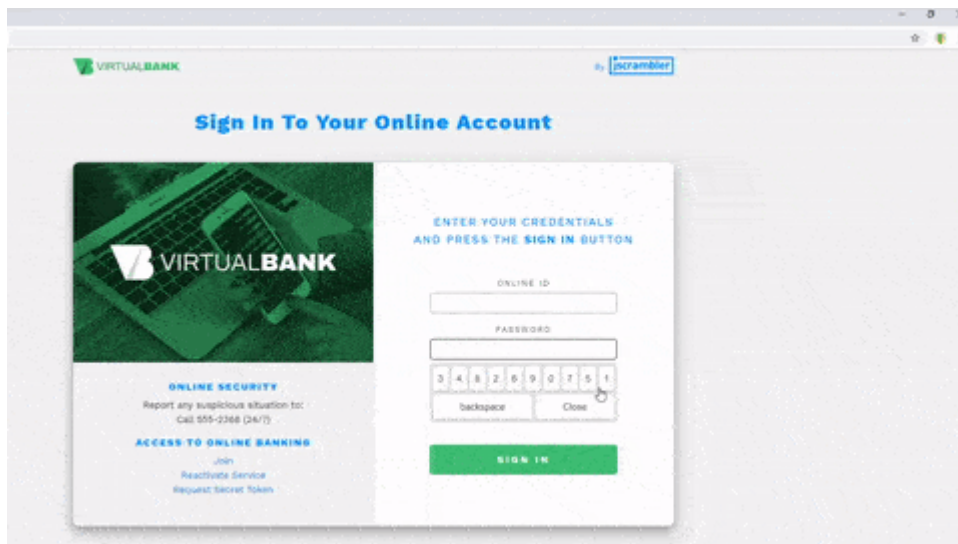 VIRTUALBANK
By jscrambler
Sign In To Your Online Account
VIRTUALBANK
ENTER YOUR CREDENTIALS
AND PRESS THE SIGN IN BUTTON
ONLINE ID
PASSWORD
3 4 8 2 6 9 0 7 5 1
backspace Close
SIGN IN
ONLINE SECURITY
Report any suspicious situation to:
Call 555-2368 (24/7)
ACCESS TO ONLINE BANKING
Join
Reactivate Service
Request Secret Token